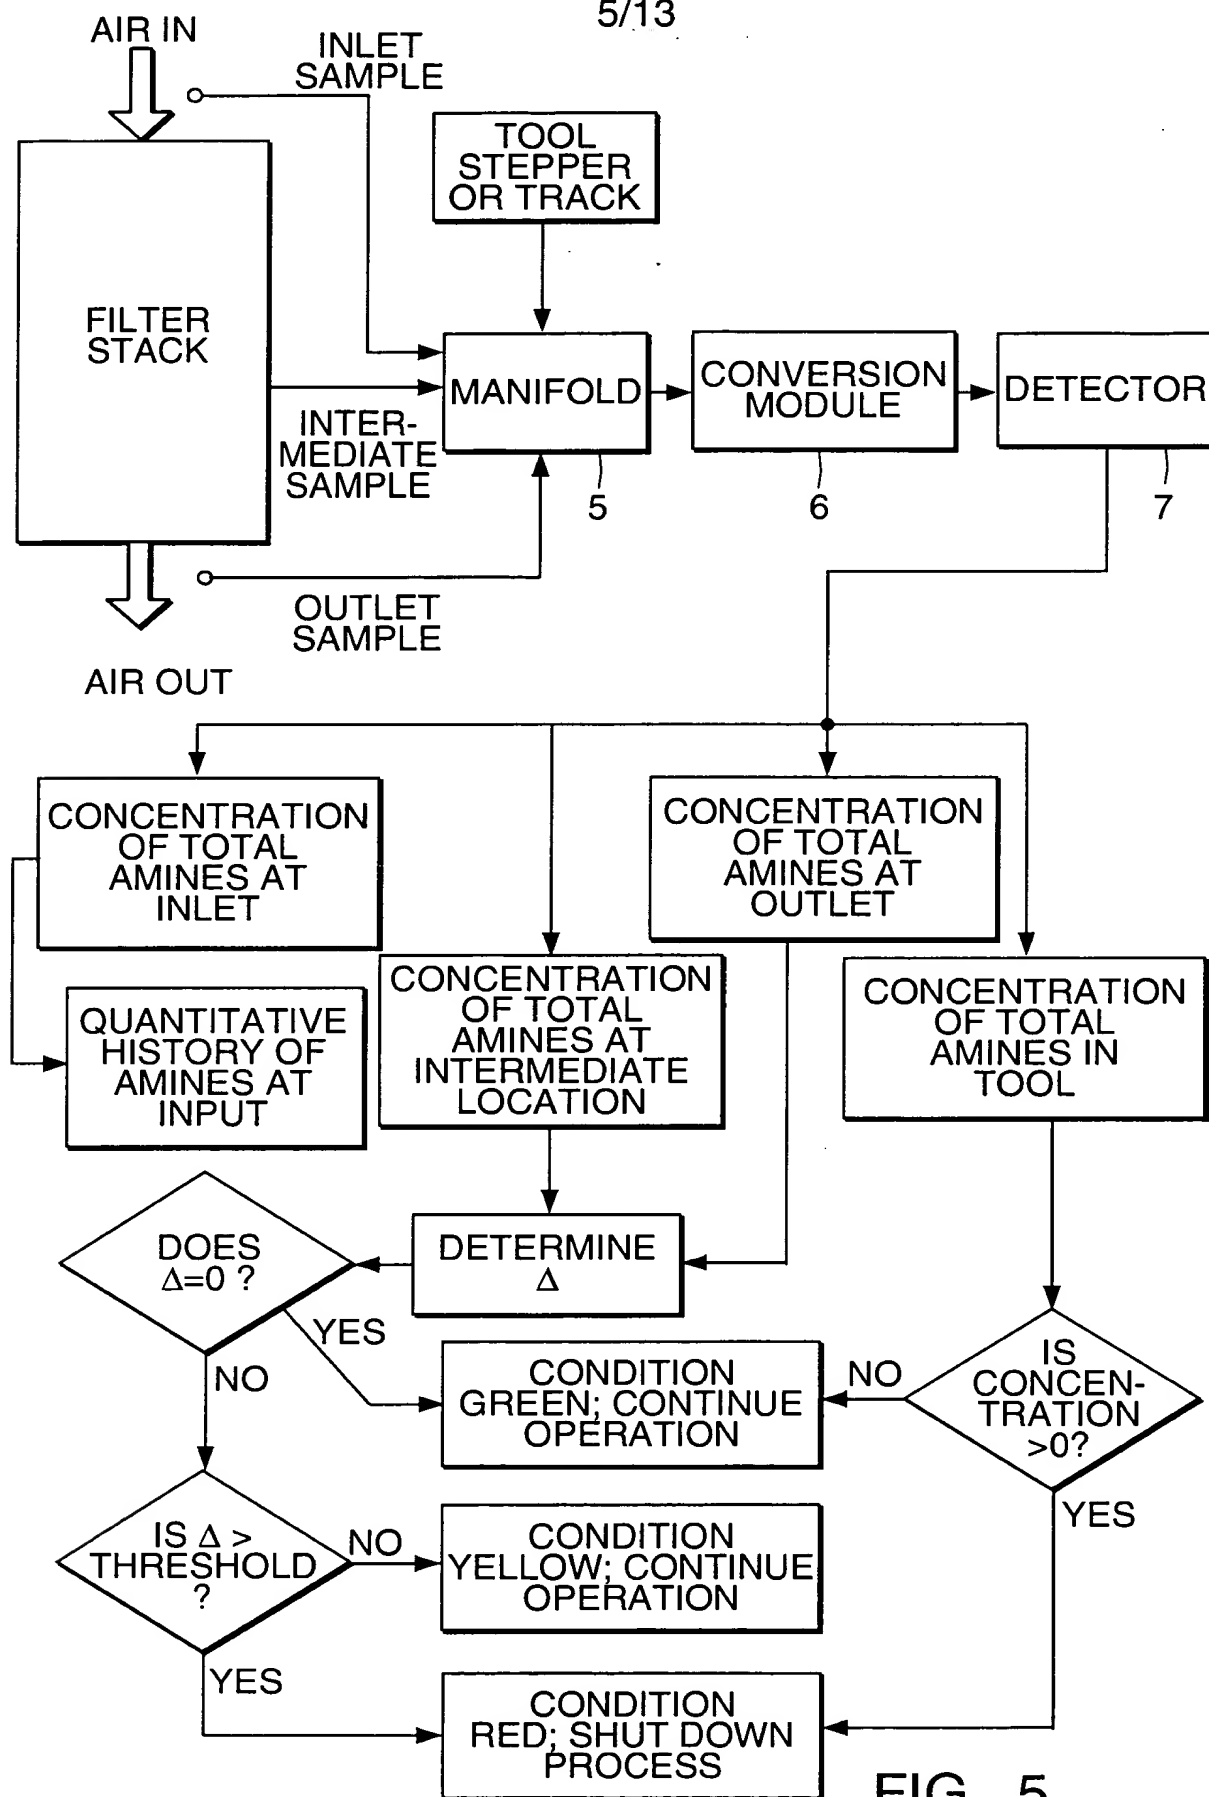 5/13
AIR IN
INLET
SAMPLE
TOOL
STEPPER
OR TRACK
FILTER
STACK
MANIFOLD
CONVERSION
MODULE
DETECTOR
INTER-
MEDIATE
SAMPLE
5
6
7
OUTLET
SAMPLE
AIR OUT
CONCENTRATION
OF TOTAL
AMINES AT
INLET
CONCENTRATION
OF TOTAL
AMINES AT
OUTLET
CONCENTRATION
OF TOTAL
AMINES AT
INTERMEDIATE
LOCATION
CONCENTRATION
OF TOTAL
AMINES IN
TOOL
QUANTITATIVE
HISTORY OF
AMINES AT
INPUT
DOES
Δ=0 ?
DETERMINE
Δ
YES
NO
CONDITION
GREEN; CONTINUE
OPERATION
NO
IS
CONCEN-
TRATION
>0?
YES
IS Δ >
THRESHOLD
?
NO
CONDITION
YELLOW; CONTINUE
OPERATION
YES
CONDITION
RED; SHUT DOWN
PROCESS
FIG. 5